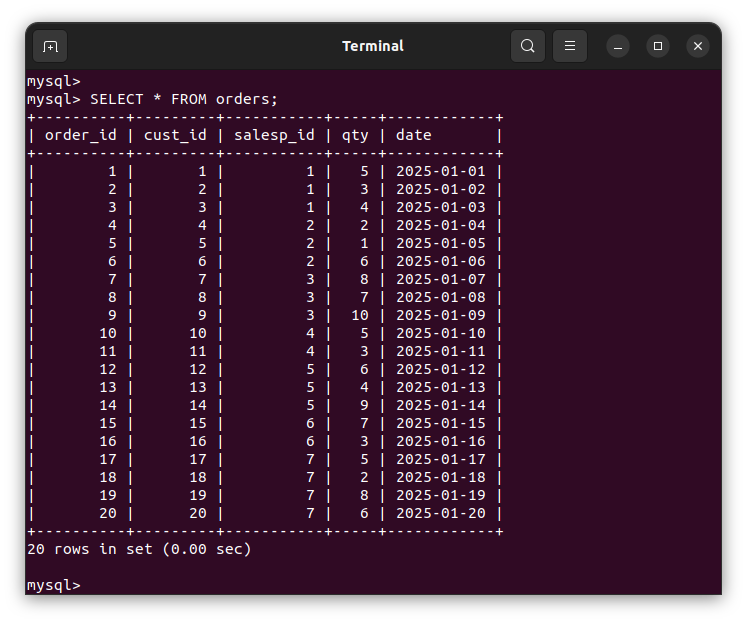 Terminal
mysql>
mysql> SELECT * FROM orders;
+----------+---------+-----------+-----+------------+
| order_id | cust_id | salesp_id | qty | date       |
+----------+---------+-----------+-----+------------+
|        1 |       1 |         1 |   5 | 2025-01-01 |
|        2 |       2 |         1 |   3 | 2025-01-02 |
|        3 |       3 |         1 |   4 | 2025-01-03 |
|        4 |       4 |         2 |   2 | 2025-01-04 |
|        5 |       5 |         2 |   1 | 2025-01-05 |
|        6 |       6 |         2 |   6 | 2025-01-06 |
|        7 |       7 |         3 |   8 | 2025-01-07 |
|        8 |       8 |         3 |   7 | 2025-01-08 |
|        9 |       9 |         3 |  10 | 2025-01-09 |
|       10 |      10 |         4 |   5 | 2025-01-10 |
|       11 |      11 |         4 |   3 | 2025-01-11 |
|       12 |      12 |         5 |   6 | 2025-01-12 |
|       13 |      13 |         5 |   4 | 2025-01-13 |
|       14 |      14 |         5 |   9 | 2025-01-14 |
|       15 |      15 |         6 |   7 | 2025-01-15 |
|       16 |      16 |         6 |   3 | 2025-01-16 |
|       17 |      17 |         7 |   5 | 2025-01-17 |
|       18 |      18 |         7 |   2 | 2025-01-18 |
|       19 |      19 |         7 |   8 | 2025-01-19 |
|       20 |      20 |         7 |   6 | 2025-01-20 |
+----------+---------+-----------+-----+------------+
20 rows in set (0.00 sec)
mysql>